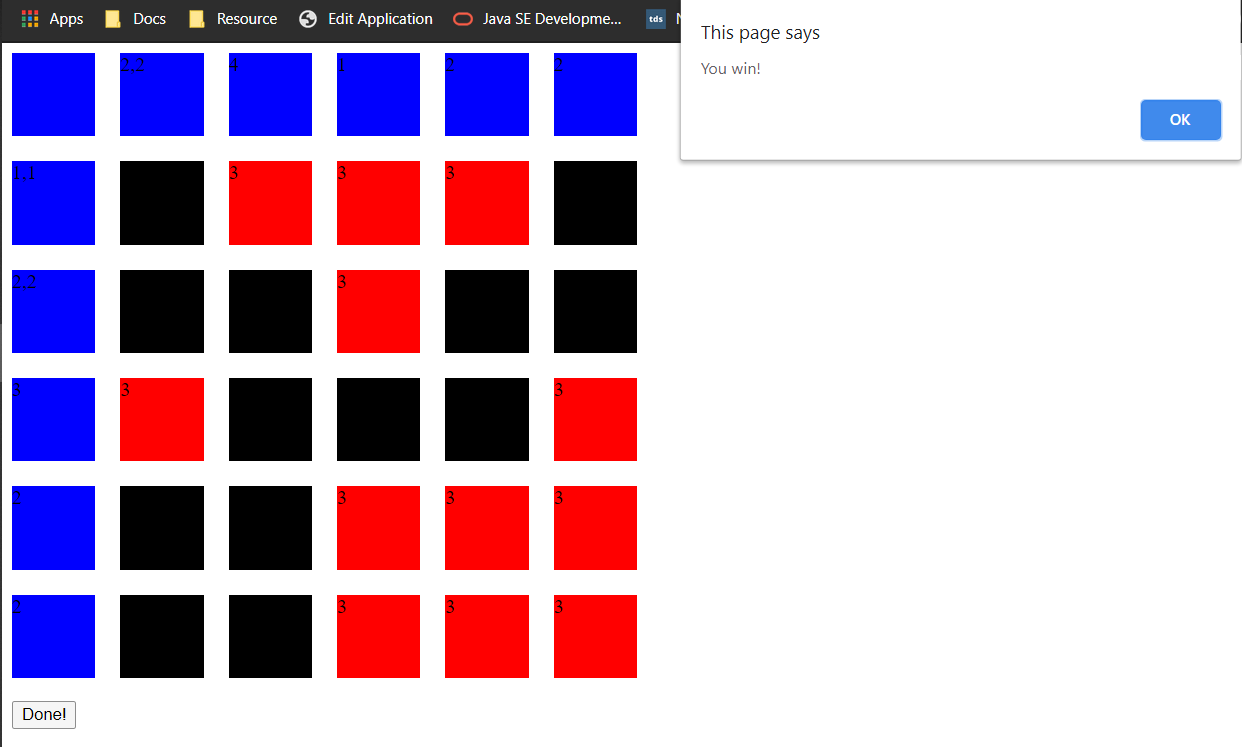 Apps Docs Resource Edit Application Java SE Developme... tds
This page says
You win!
OK
2,2 4 1 2 2
1,1 3 3 3
2,2 3
3 3 3
2 3 3 3
2 3 3 3
Done!